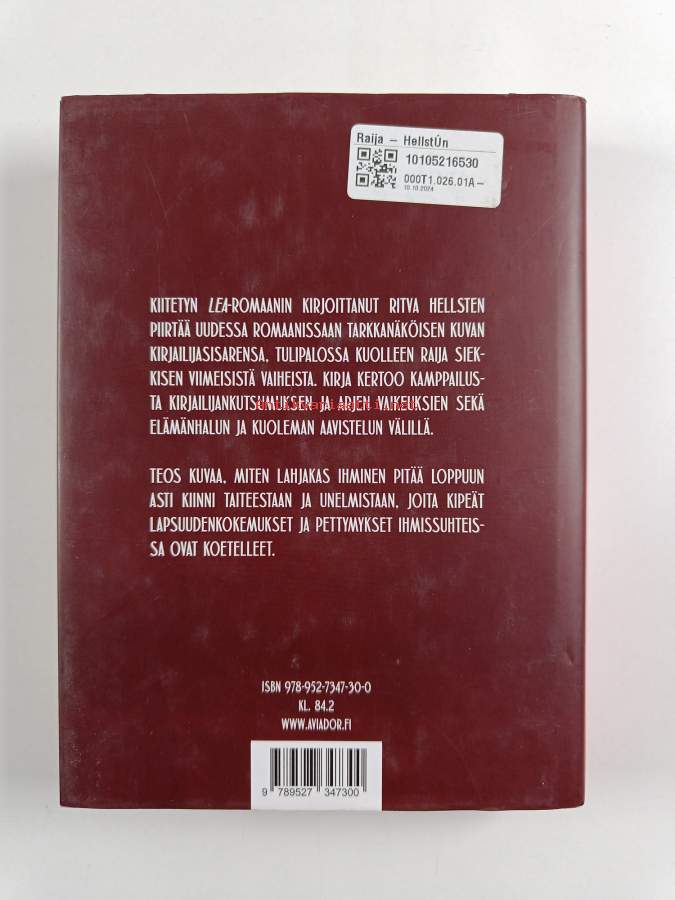 Raija – HellstÚn
10105216530
000T1.026.01A–
10.10.2024
KIITETYN LEA-ROMAANIN KIRJOITTANUT RITVA HELLSTEN
PIIRTÄÄ UUDESSA ROMAANISSAAN TARKKANÄKÖISEN KUVAN
KIRJAILIJASISARENSA, TULIPALOSSA KUOLLEEN RAIJA SIEK-
KISEN VIIMEISISTÄ VAIHEISTA. KIRJA KERTOO KAMPPAILUS-
TA KIRJAILIJANKUTSUMUKSEN JA ARJEN VAIKEUKSIEN SEKÄ
ELÄMÄNHALUN JA KUOLEMAN AAVISTELUN VÄLILLÄ.
TEOS KUVAA, MITEN LAHJAKAS IHMINEN PITÄÄ LOPPUUN
ASTI KIINNI TAITEESTAAN JA UNELMISTAAN, JOITA KIPEÄT
LAPSUUDENKOKEMUKSET JA PETTYMYKSET IHMISSUHTEIS-
SA OVAT KOETELLEET.
ISBN 978-952-7347-30-0
KL. 84.2
WWW.AVIADOR.FI
9 789527 347300